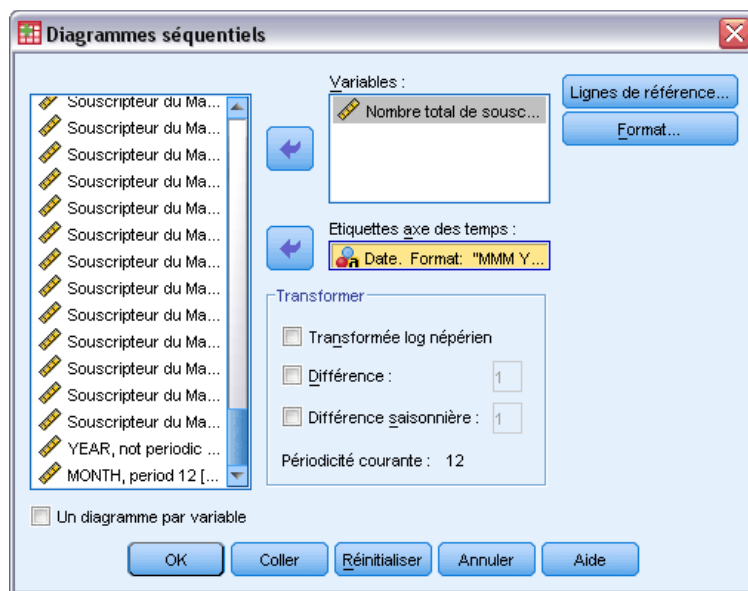 Diagrammes séquentiels
Souscripteur du Ma...
Souscripteur du Ma...
Souscripteur du Ma...
Souscripteur du Ma...
Souscripteur du Ma...
Souscripteur du Ma...
Souscripteur du Ma...
Souscripteur du Ma...
Souscripteur du Ma...
Souscripteur du Ma...
Souscripteur du Ma...
Souscripteur du Ma...
Souscripteur du Ma...
YEAR, not periodic ...
MONTH, period 12 [...
Un diagramme par variable
Variables :
Nombre total de sousc...
Etiquettes axe des temps :
Date. Format: "MMM Y...
Transformer
Transformée log népérien
Différence :
1
Différence saisonnière :
1
Périodicité courante : 12
Lignes de référence...
Format...
OK
Coller
Réinitialiser
Annuler
Aide